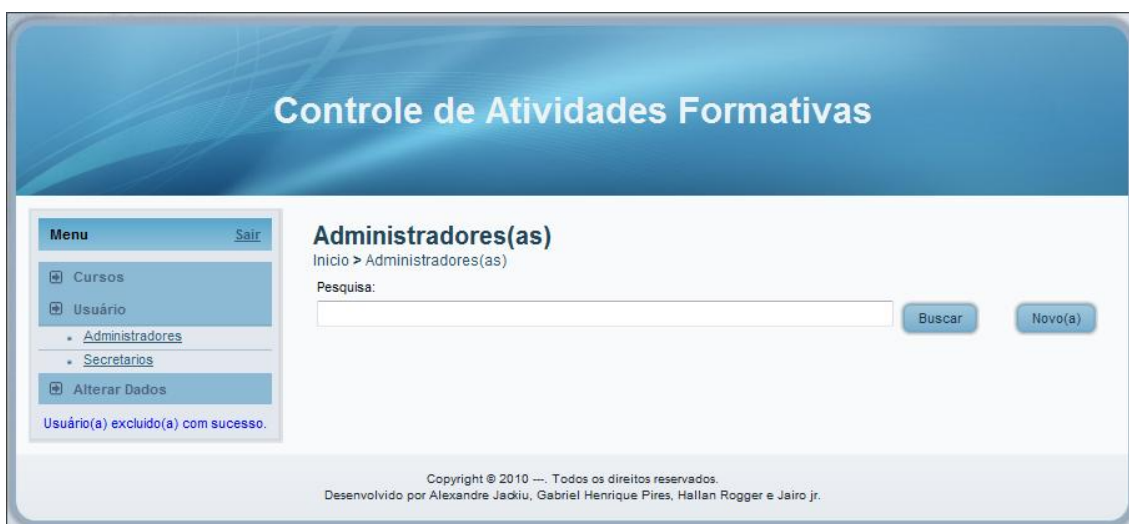 Controle de Atividades Formativas
Menu Sair
Cursos
Usuário
Administradores
Secretarios
Alterar Dados
Usuário(a) excluido(a) com sucesso.
Administradores(as)
Inicio > Administradores(as)
Pesquisa:
Buscar Novo(a)
Copyright © 2010 ---. Todos os direitos reservados.
Desenvolvido por Alexandre Jackiu, Gabriel Henrique Pires, Hallan Rogger e Jairo jr.